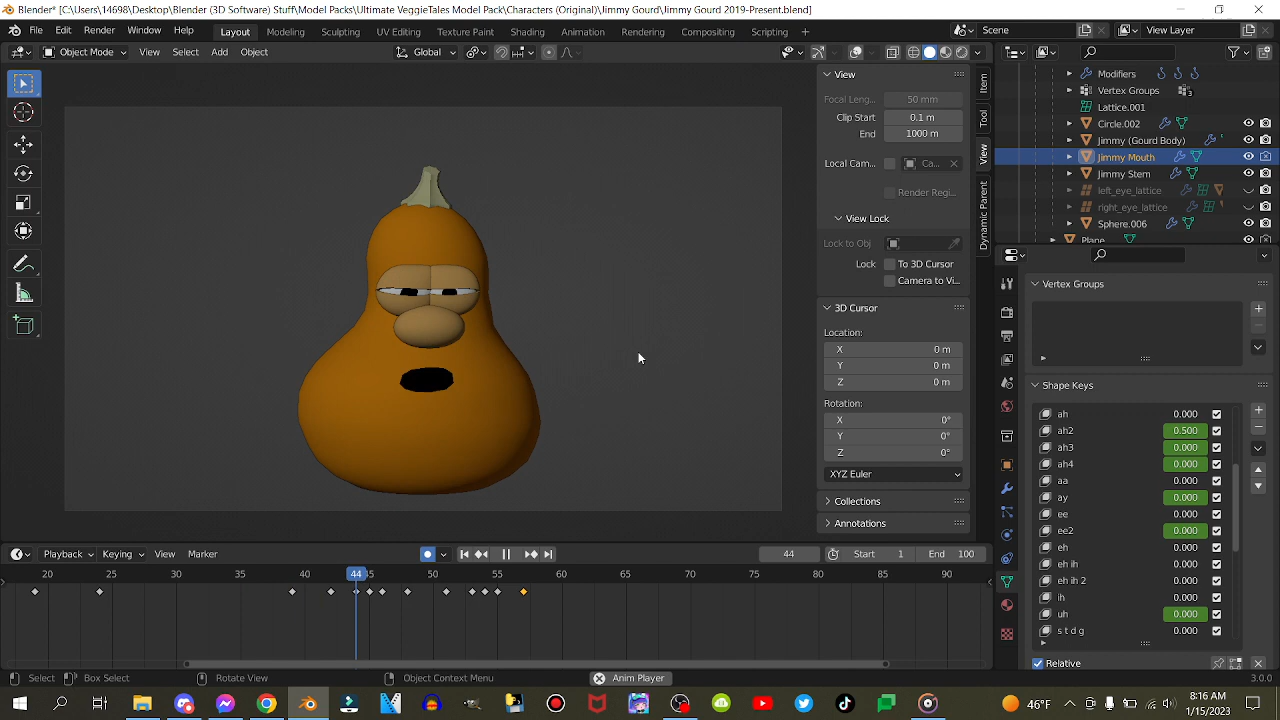 Blender* [C:\Users\14698\Desktop\Blender (3D Software) Stuff\Model Packs\Ultimate VeggieTales Model Pack\Characters (Original)\Jimmy Gourd\Jimmy Gourd 2019-Present.blend]
File Edit Render Window Help Layout Modeling Sculpting UV Editing Texture Paint Shading Animation Rendering Compositing Scripting + Scene View Layer
Object Mode View Select Add Object Global
View
Focal Leng... 50 mm
Clip Start 0.1 m
End 1000 m
Local Cam... Ca...
Render Regi...
View Lock
Lock to Obj
Lock To 3D Cursor
Camera to Vi...
3D Cursor
Location:
X 0 m
Y 0 m
Z 0 m
Rotation:
X 0°
Y 0°
Z 0°
XYZ Euler
Collections
Annotations
Item
Tool
View
Dynamic Parent
Modifiers
Vertex Groups 3
Lattice.001
Circle.002
Jimmy (Gourd Body)
Jimmy Mouth
Jimmy Stem
left_eye_lattice
right_eye_lattice
Sphere.006
Plane
Vertex Groups
Shape Keys
ah 0.000
ah2 0.500
ah3 0.000
ah4 0.000
aa 0.000
ay 0.000
ee 0.000
ee2 0.000
eh 0.000
eh ih 0.000
eh ih 2 0.000
ih 0.000
uh 0.000
s t d g 0.000
Relative
Playback Keying View Marker 44 Start 1 End 100
20 25 30 35 40 44 45 50 55 60 65 70 75 80 85 90
Select Box Select Rotate View Object Context Menu Anim Player 3.0.0
46°F 8:16 AM
1/15/2023